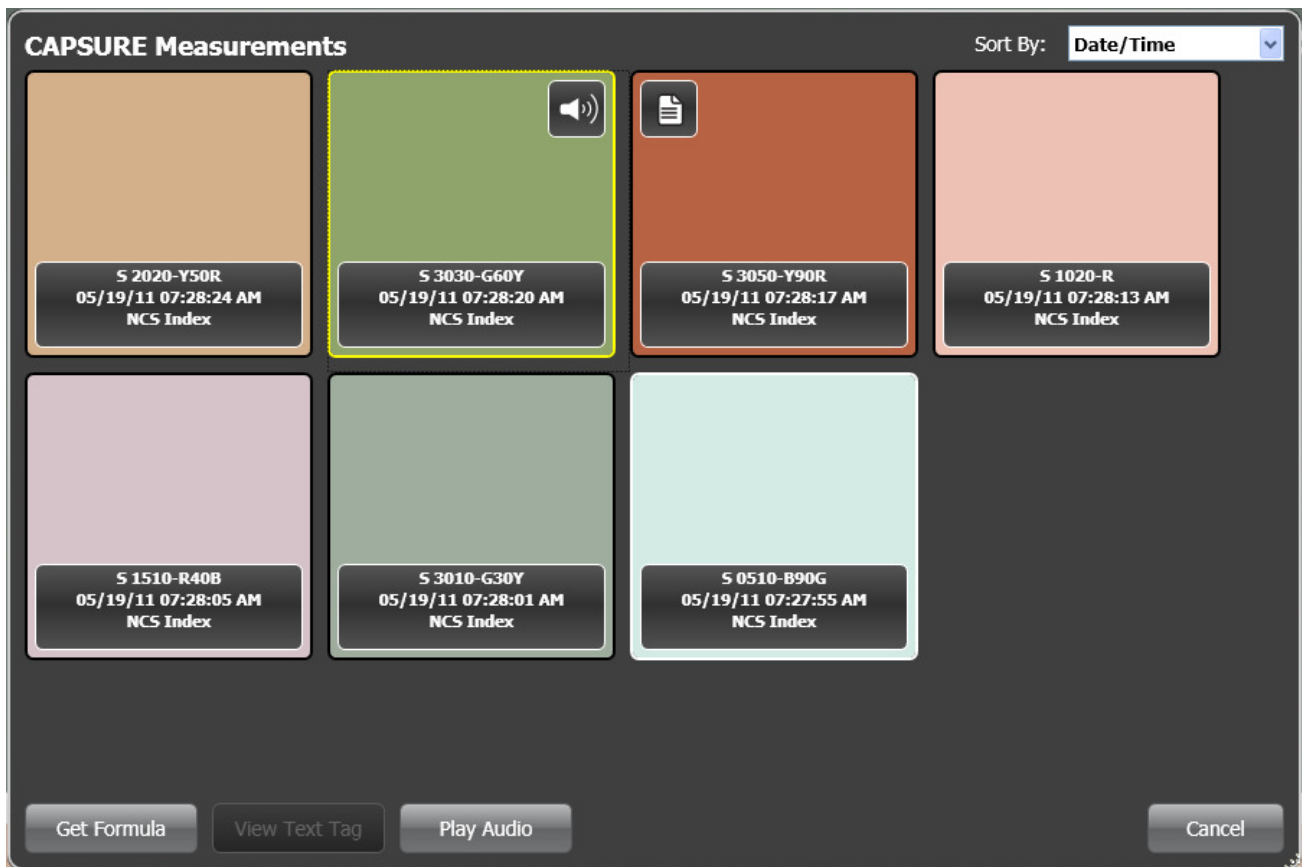 CAPSURE Measurements
Sort By: Date/Time
S 2020-Y50R
05/19/11 07:28:24 AM
NCS Index
S 3030-G60Y
05/19/11 07:28:20 AM
NCS Index
S 3050-Y90R
05/19/11 07:28:17 AM
NCS Index
S 1020-R
05/19/11 07:28:13 AM
NCS Index
S 1510-R40B
05/19/11 07:28:05 AM
NCS Index
S 3010-G30Y
05/19/11 07:28:01 AM
NCS Index
S 0510-B90G
05/19/11 07:27:55 AM
NCS Index
Get Formula
View Text Tag
Play Audio
Cancel